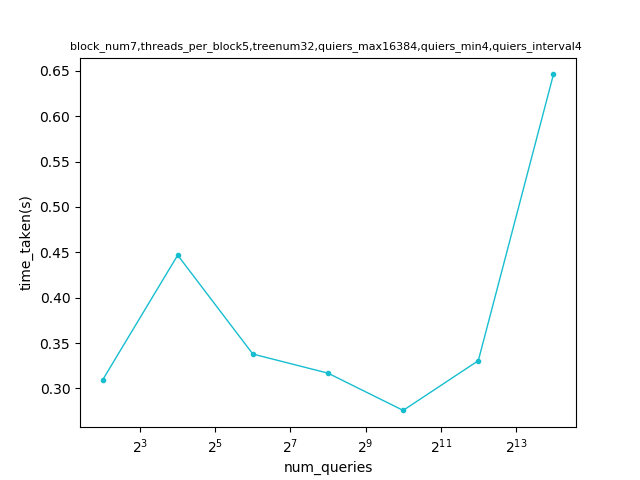 block_num7,threads_per_block5,treenum32,quiers_max16384,quiers_min4,quiers_interval4
0.65
0.60
0.55
0.50
0.45
0.40
0.35
0.30
time_taken(s)
2^3 2^5 2^7 2^9 2^11 2^13
num_queries